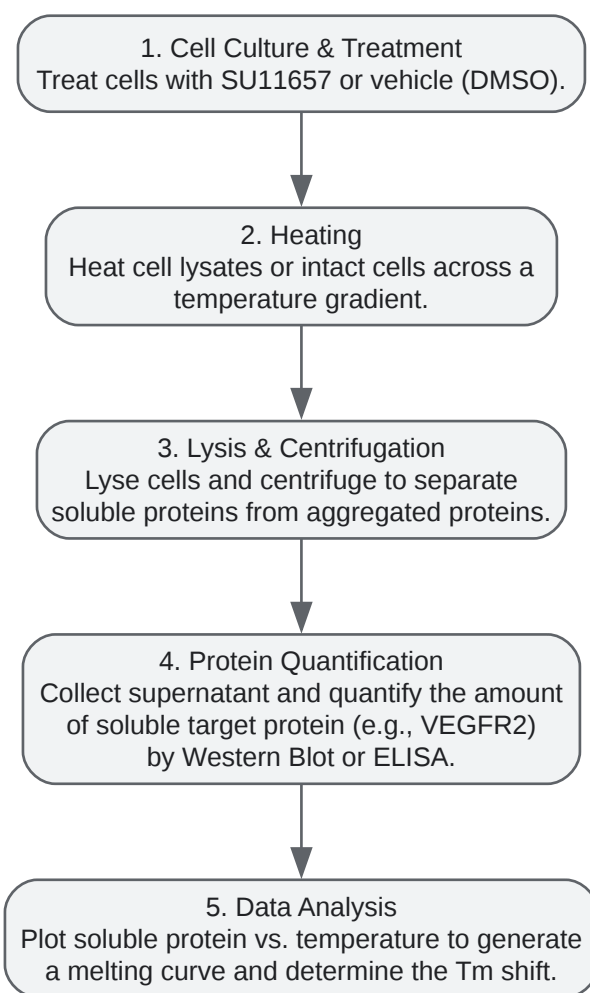 1. Cell Culture & Treatment
Treat cells with SU11657 or vehicle (DMSO).
2. Heating
Heat cell lysates or intact cells across a
temperature gradient.
3. Lysis & Centrifugation
Lyse cells and centrifuge to separate
soluble proteins from aggregated proteins.
4. Protein Quantification
Collect supernatant and quantify the amount
of soluble target protein (e.g., VEGFR2)
by Western Blot or ELISA.
5. Data Analysis
Plot soluble protein vs. temperature to generate
a melting curve and determine the Tm shift.